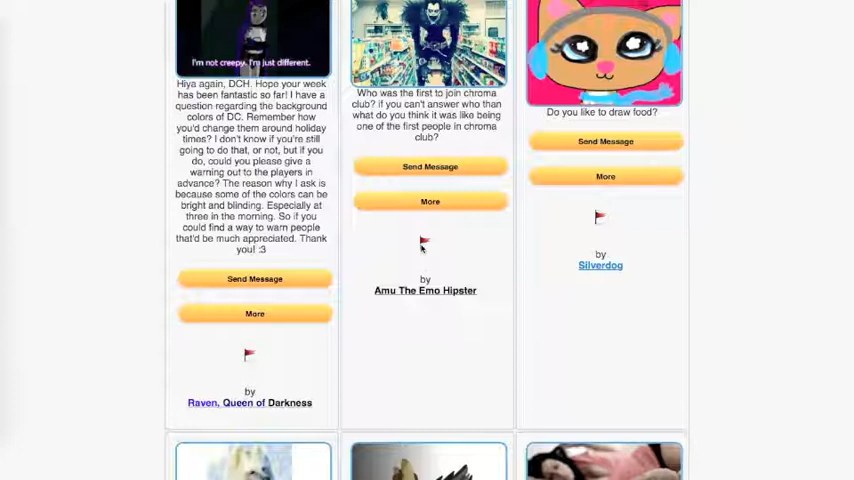 I'm not creepy. I'm just different.
Hiya again, DCH. Hope your week
has been fantastic so far! I have a
question regarding the background
colors of DC. Remember how
you'd change them around holiday
times? I don't know if you're still
going to do that, or not, but if you
do, could you please give a
warning out to the players in
advance? The reason why I ask is
because some of the colors can be
bright and blinding. Especially at
three in the morning. So if you
could find a way to warn people
that'd be much appreciated. Thank
you! :3
Send Message
More
by
Raven, Queen of Darkness
Who was the first to join chroma
club? if you can't answer who than
what do you think it was like being
one of the first people in chroma
club?
Send Message
More
by
Amu The Emo Hipster
Do you like to draw food?
Send Message
More
by
Silverdog